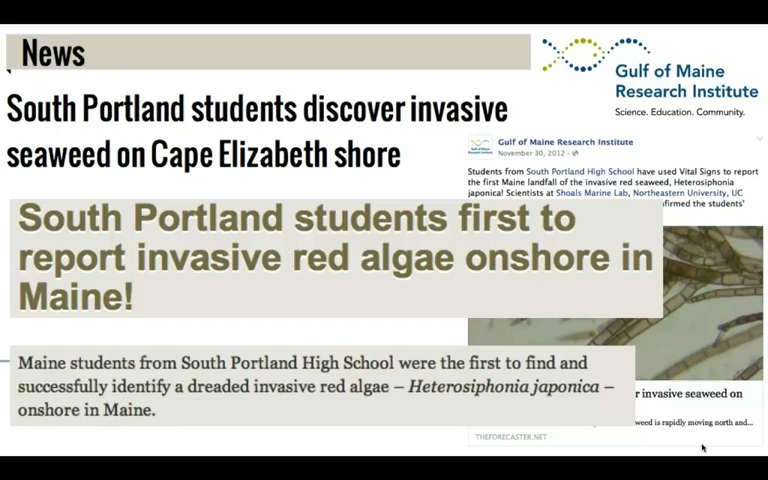 News
South Portland students discover invasive
seaweed on Cape Elizabeth shore
Gulf of Maine
Research Institute
Science. Education. Community.
Gulf of Maine Research Institute
November 30, 2012 ·
Students from South Portland High School have used Vital Signs to report
the first Maine landfall of the invasive red seaweed, Heterosiphonia
japonica! Scientists at Shoals Marine Lab, Northeastern University, UC
firmed the students'
South Portland students first to
report invasive red algae onshore in
Maine!
Maine students from South Portland High School were the first to find and
successfully identify a dreaded invasive red algae – Heterosiphonia japonica –
onshore in Maine.
r invasive seaweed on
weed is rapidly moving north and...
THEFORECASTER.NET